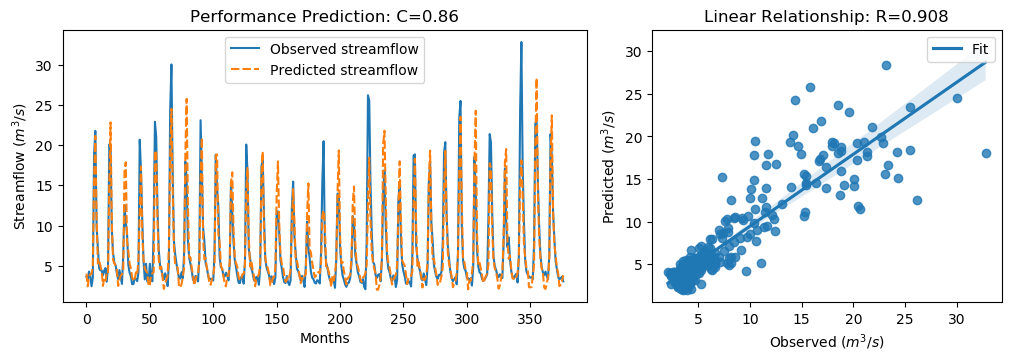 Performance Prediction: C=0.86
Observed streamflow
Predicted streamflow
Streamflow (m³/s)
30
25
20
15
10
5
0
50
100
150
200
250
300
350
Months
Linear Relationship: R=0.908
Fit
Predicted (m³/s)
30
25
20
15
10
5
5
10
15
20
25
30
Observed (m³/s)